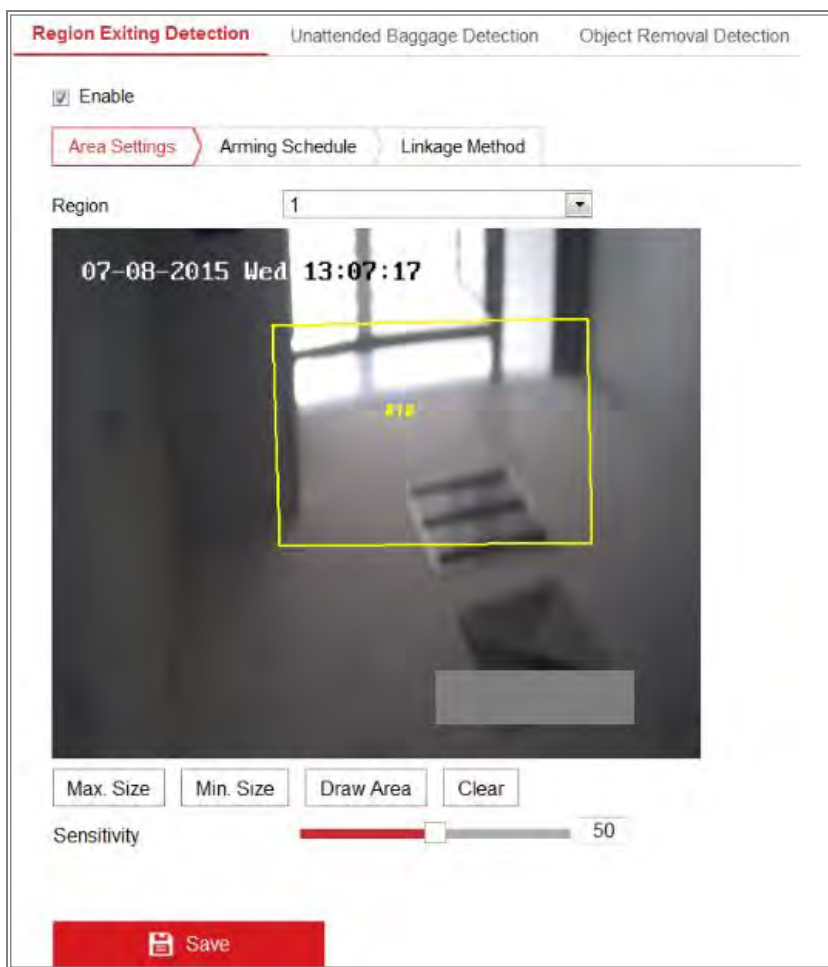 Region Exiting Detection Unattended Baggage Detection Object Removal Detection
Enable
Area Settings Arming Schedule Linkage Method
Region 1
07-08-2015 Wed 13:07:17
#1#
Max. Size Min. Size Draw Area Clear
Sensitivity 50
Save